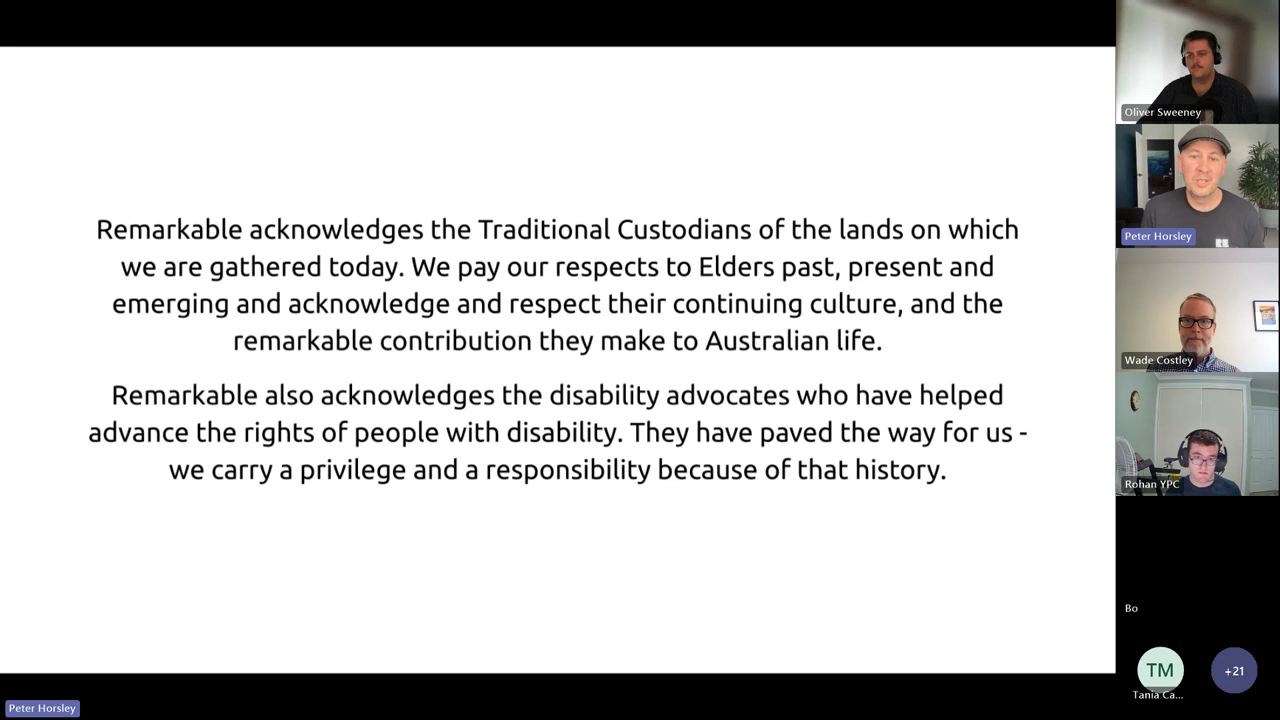 Remarkable acknowledges the Traditional Custodians of the lands on which
we are gathered today. We pay our respects to Elders past, present and
emerging and acknowledge and respect their continuing culture, and the
remarkable contribution they make to Australian life.
Remarkable also acknowledges the disability advocates who have helped
advance the rights of people with disability. They have paved the way for us -
we carry a privilege and a responsibility because of that history.
Oliver Sweeney
Peter Horsley
Wade Costley
Rohan YPC
Bo
TM
+21
Tania Ca...
Peter Horsley